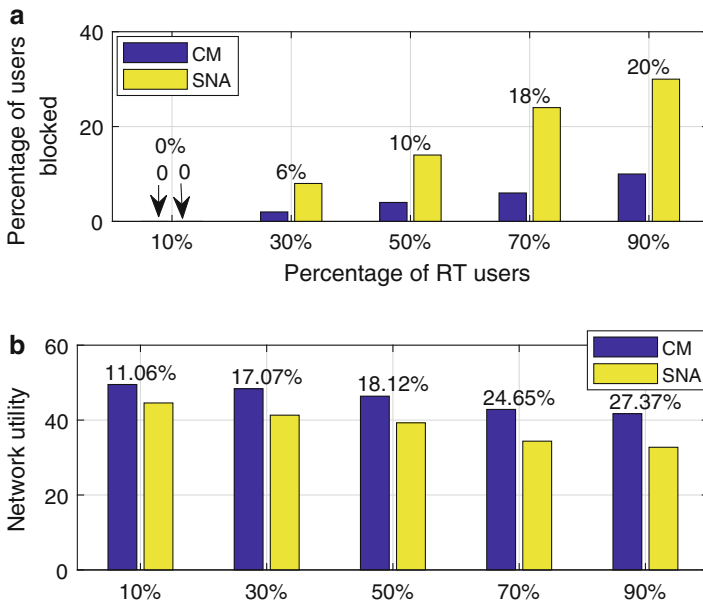 a
Percentage of users
blocked
40
20
0
CM
SNA
0%
0 0
6%
10%
18%
20%
10% 30% 50% 70% 90%
Percentage of RT users
b
Network utility
60
40
20
0
CM
SNA
11.06% 17.07% 18.12% 24.65% 27.37%
10% 30% 50% 70% 90%